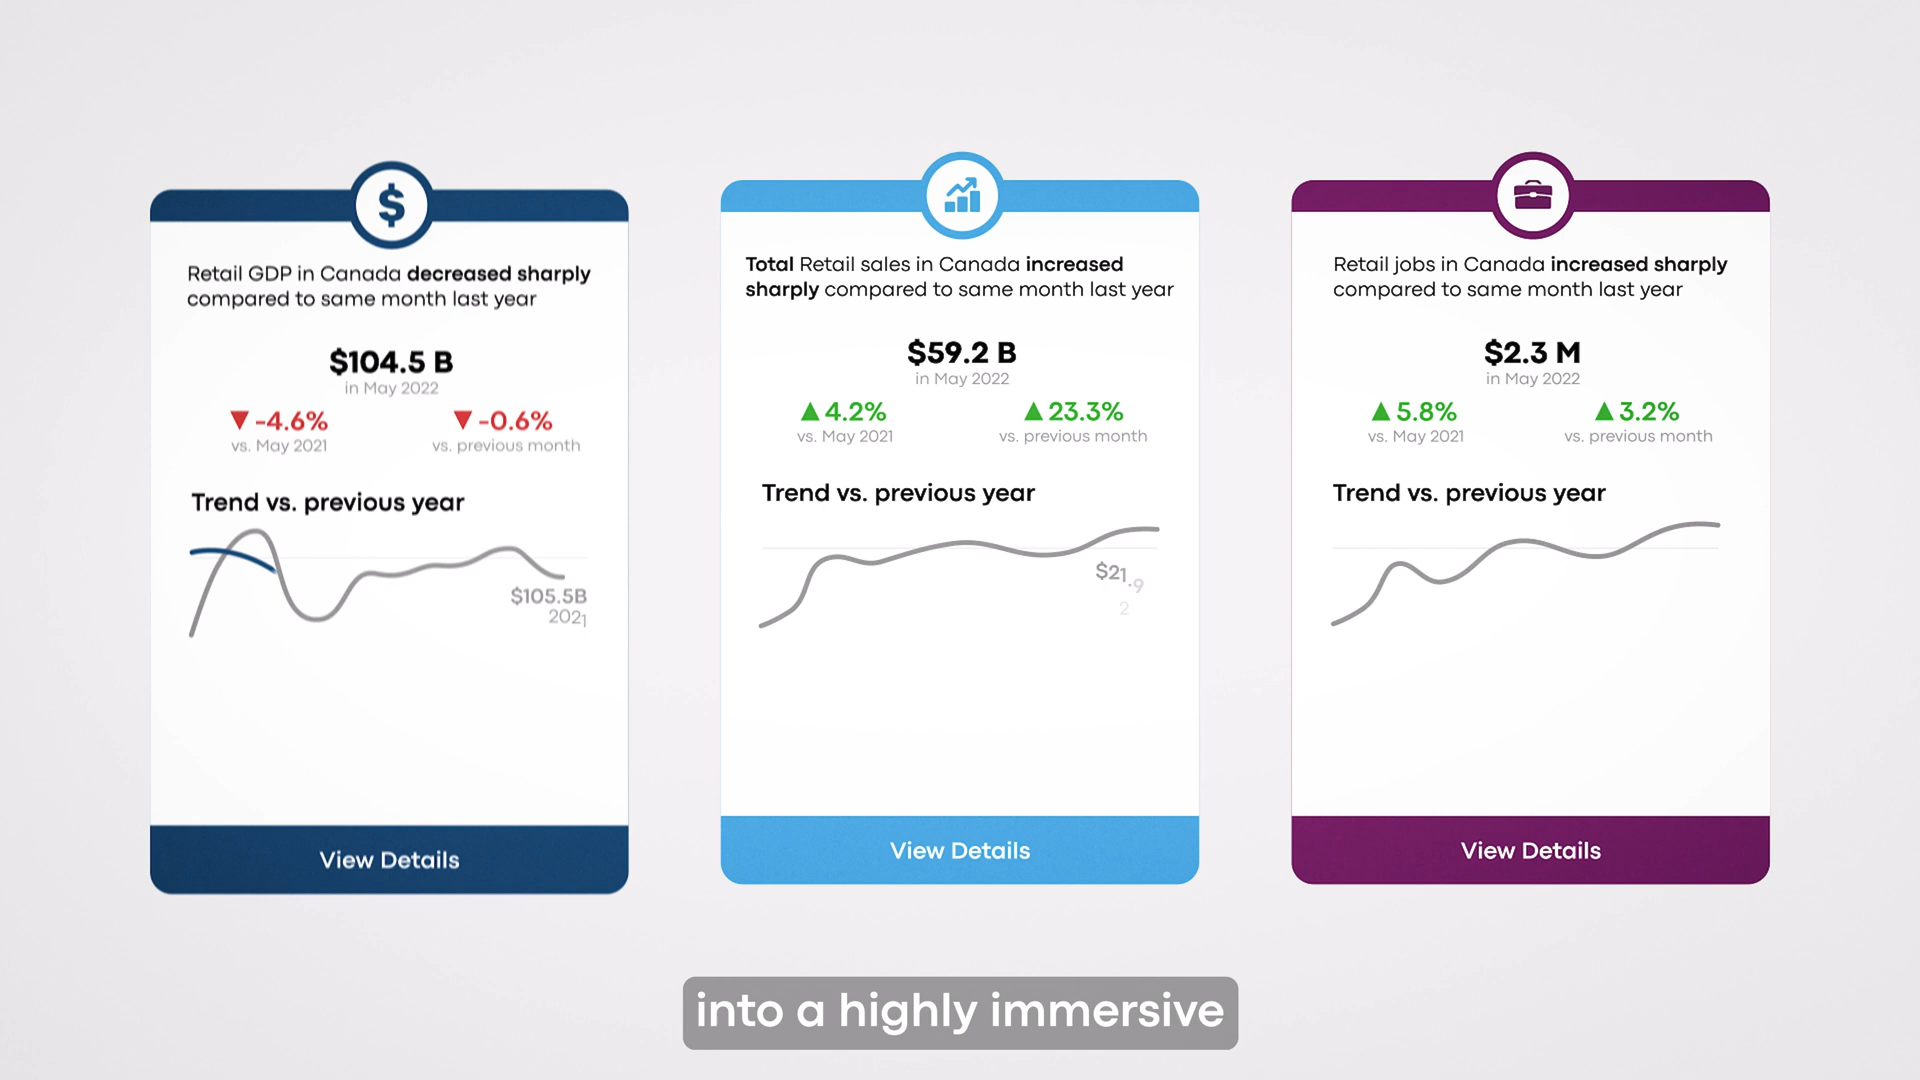 $
Retail GDP in Canada decreased sharply
compared to same month last year
$104.5 B
in May 2022
▼ -4.6%
vs. May 2021
▼ -0.6%
vs. previous month
Trend vs. previous year
$105.5B
2021
View Details
Total Retail sales in Canada increased
sharply compared to same month last year
$59.2 B
in May 2022
▲ 4.2%
vs. May 2021
▲ 23.3%
vs. previous month
Trend vs. previous year
$21.9
2
View Details
Retail jobs in Canada increased sharply
compared to same month last year
$2.3 M
in May 2022
▲ 5.8%
vs. May 2021
▲ 3.2%
vs. previous month
Trend vs. previous year
View Details
into a highly immersive